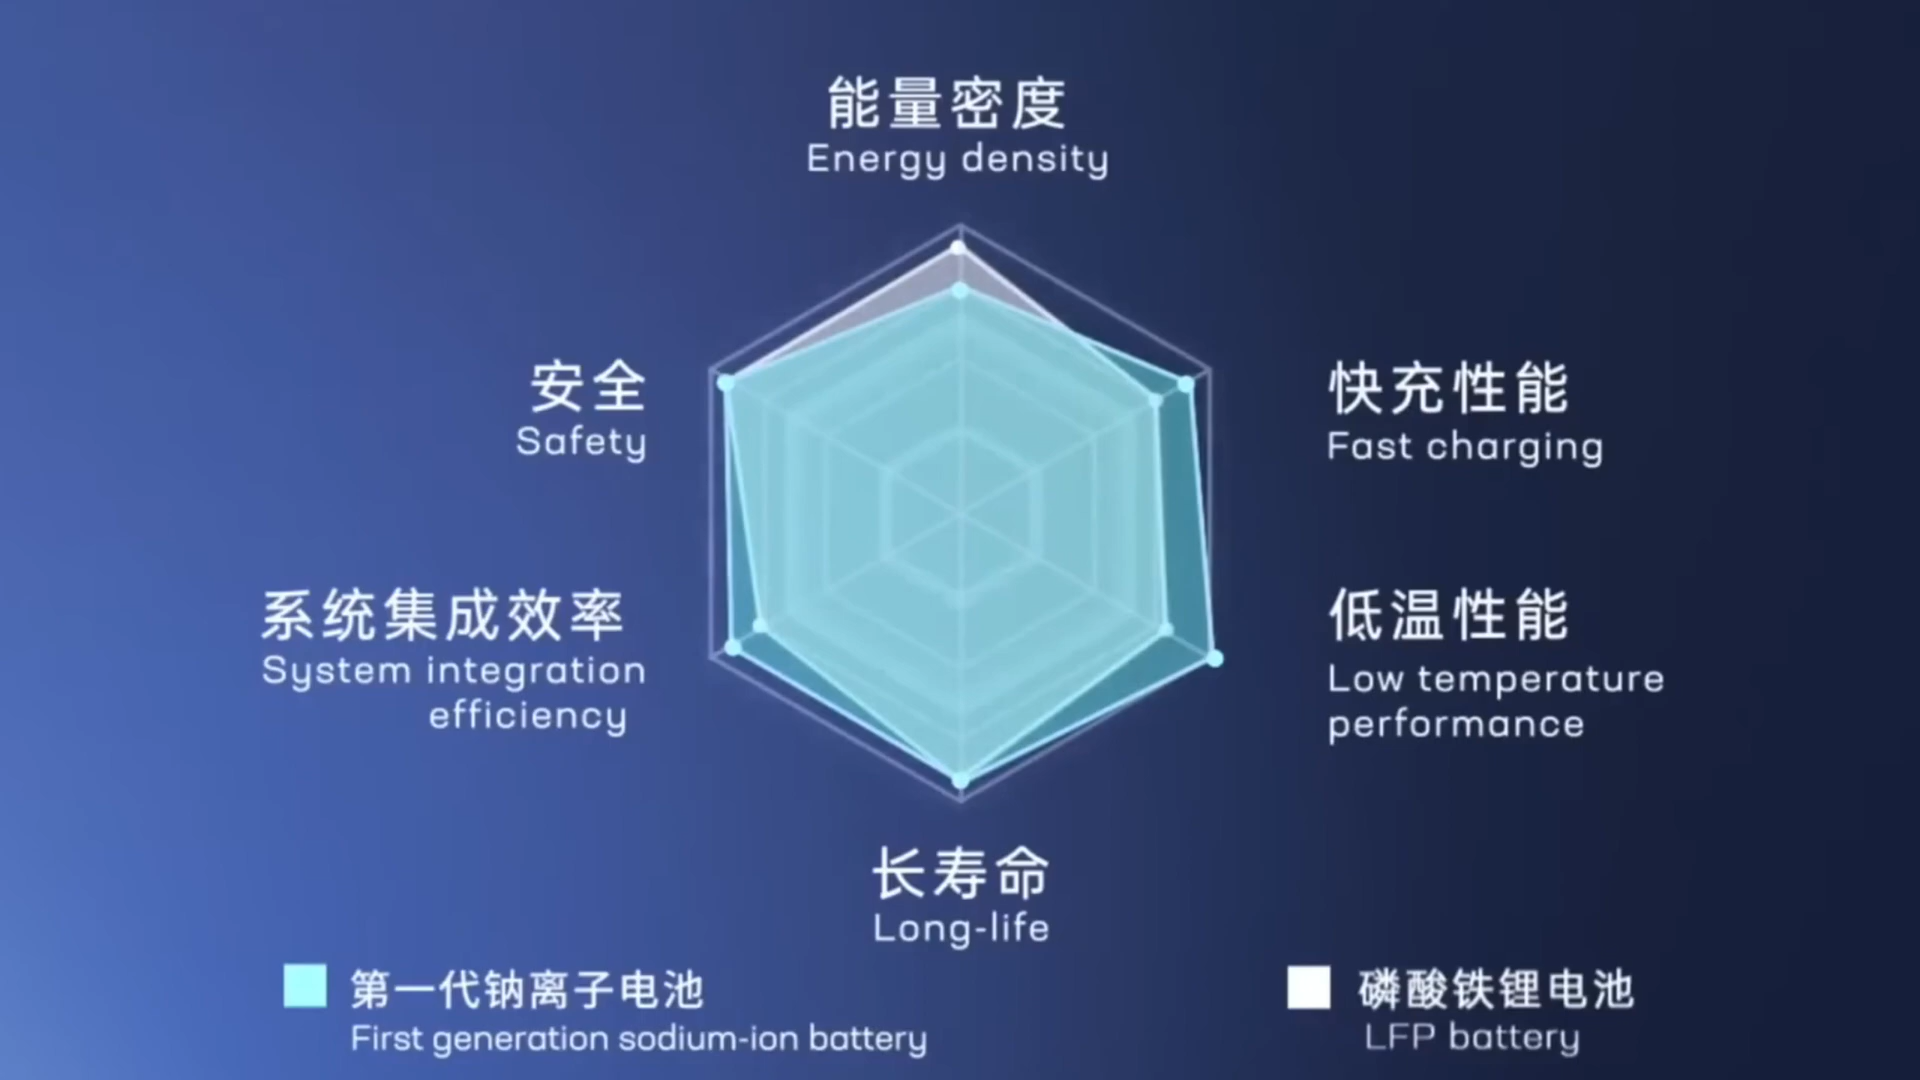 能量密度
Energy density
安全
Safety
快充性能
Fast charging
系统集成效率
System integration
efficiency
低温性能
Low temperature
performance
长寿命
Long-life
第一代钠离子电池
First generation sodium-ion battery
磷酸铁锂电池
LFP battery